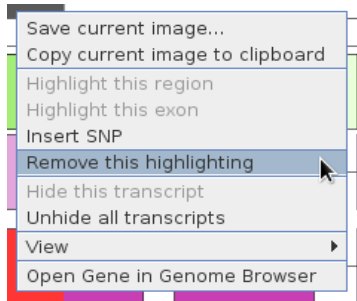 Save current image...
Copy current image to clipboard
Highlight this region
Highlight this exon
Insert SNP
Remove this highlighting
Hide this transcript
Unhide all transcripts
View
Open Gene in Genome Browser